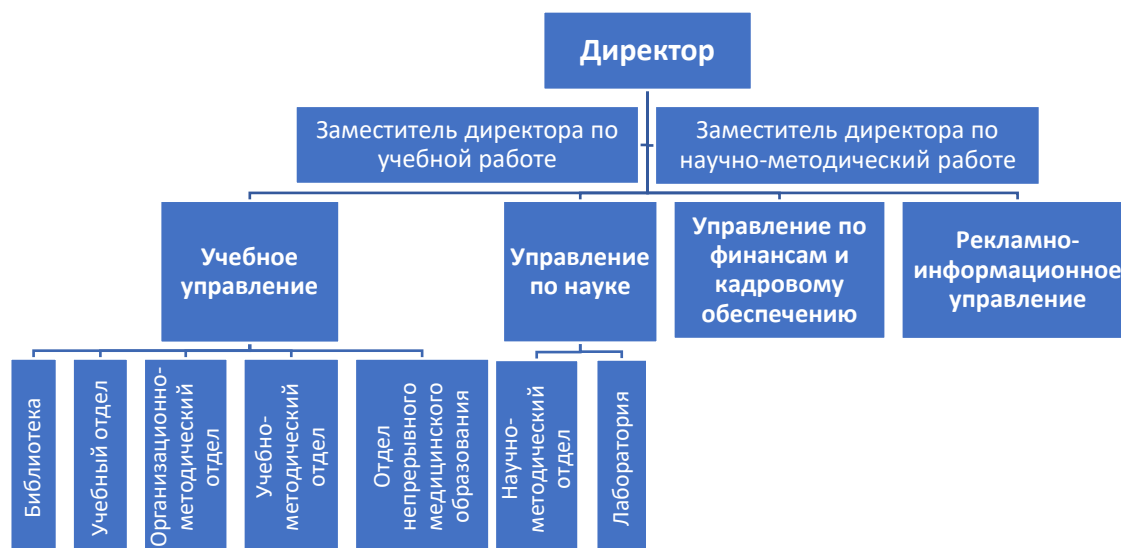 Директор
Заместитель директора по
учебной работе
Заместитель директора по
научно-методический работе
Учебное
управление
Управление
по науке
Управление по
финансам и
кадровому
обеспечению
Рекламно-
информационное
управление
Библиотека
Учебный отдел
Организационно-
методический
отдел
Учебно-
методический
отдел
Отдел
непрерывного
медицинского
образования
Научно-
методический
отдел
Лаборатория